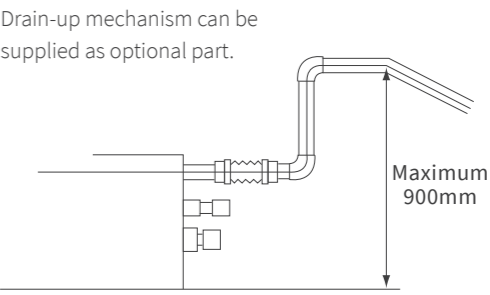 Drain-up mechanism can be
supplied as optional part.
Maximum
900mm